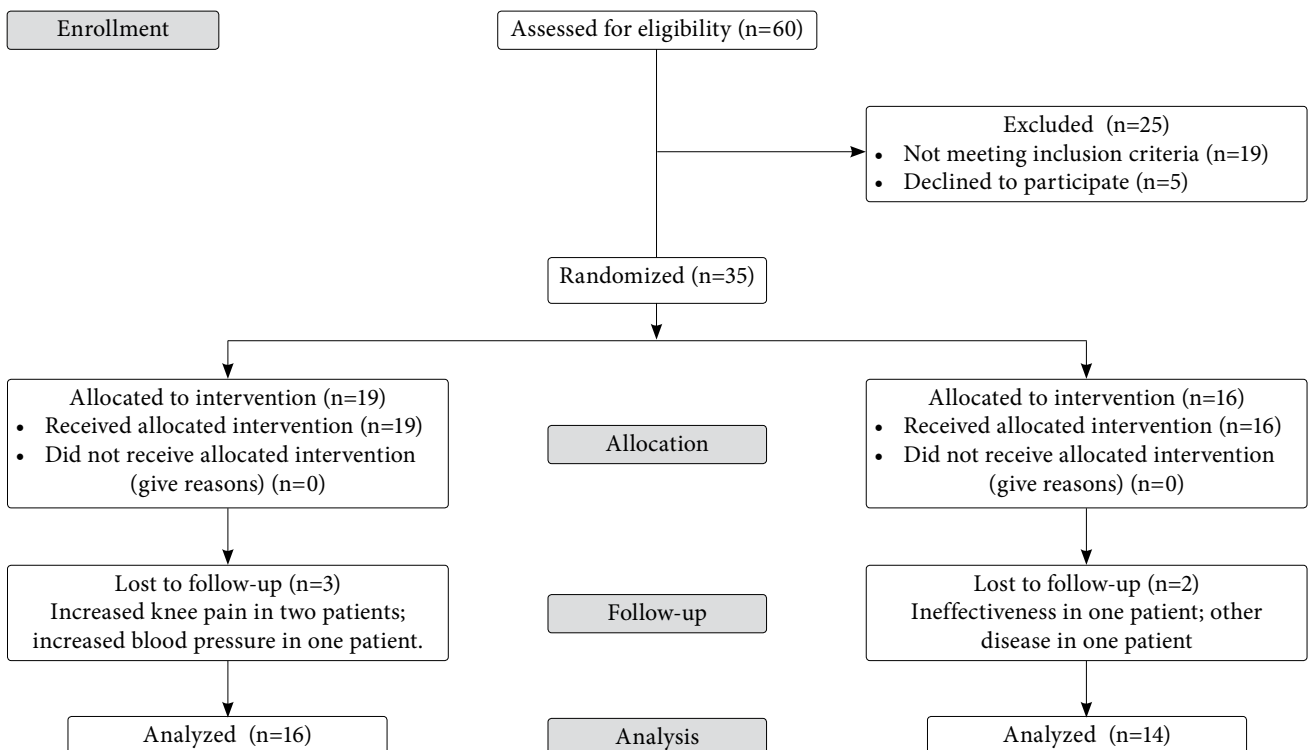 Enrollment
Assessed for eligibility (n=60)
Excluded (n=25)
• Not meeting inclusion criteria (n=19)
• Declined to participate (n=5)
Randomized (n=35)
Allocated to intervention (n=19)
• Received allocated intervention (n=19)
• Did not receive allocated intervention
(give reasons) (n=0)
Allocation
Allocated to intervention (n=16)
• Received allocated intervention (n=16)
• Did not receive allocated intervention
(give reasons) (n=0)
Lost to follow-up (n=3)
Increased knee pain in two patients;
increased blood pressure in one patient.
Follow-up
Lost to follow-up (n=2)
Ineffectiveness in one patient; other
disease in one patient
Analyzed (n=16)
Analysis
Analyzed (n=14)